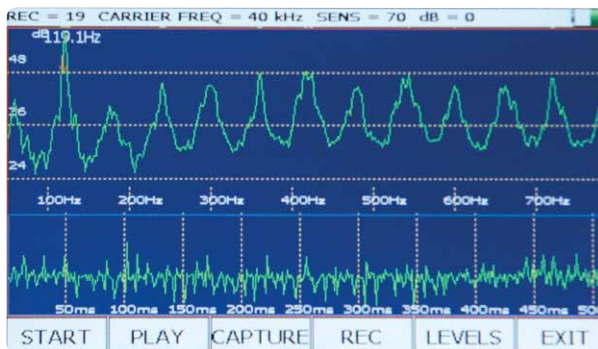 REC = 19 CARRIER FREQ = 40 kHz SENS = 70 dB = 0
dB 119.1Hz
48
36
24
100Hz 200Hz 300Hz 400Hz 500Hz 600Hz 700Hz
50ms 100ms 150ms 200ms 250ms 300ms 350ms 400ms 450ms
START PLAY CAPTURE REC LEVELS EXIT